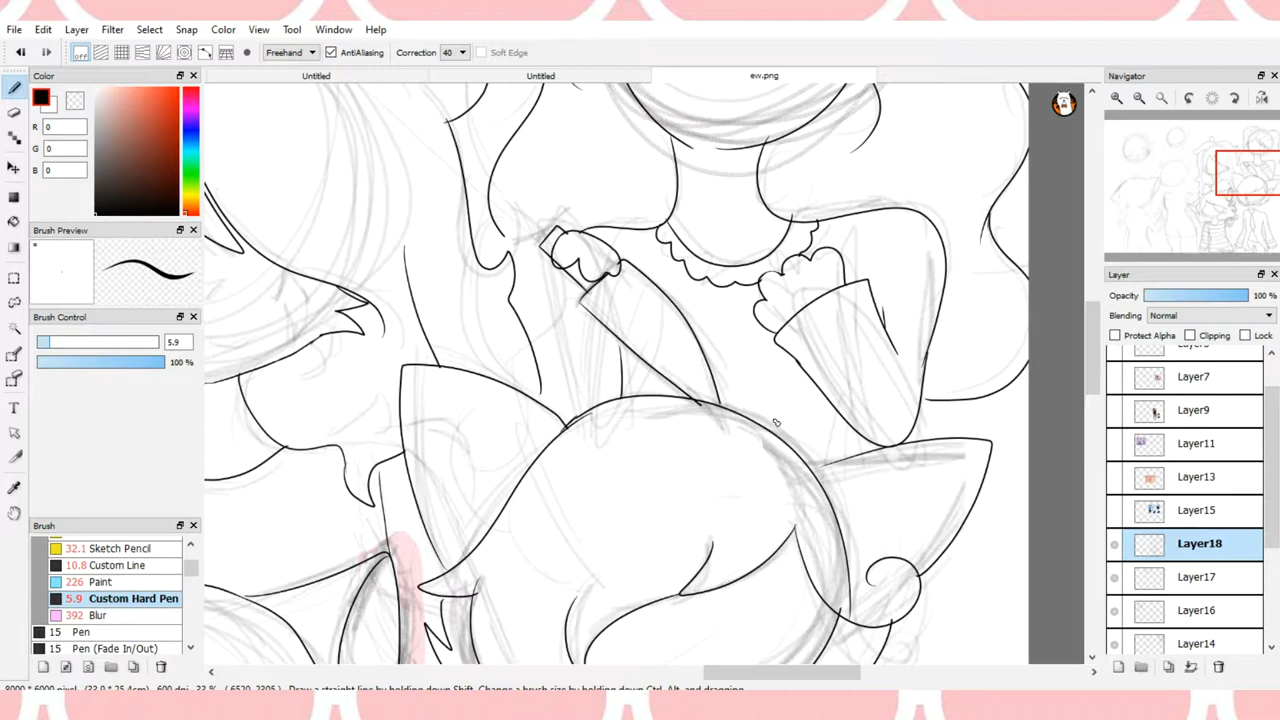 File Edit Filter Layer Select Snap Color View Tool Window Help
off Freehand AntiAliasing Correction 40 Soft Edge
Color
R 0
G 0
B 0
Brush Preview
*
Brush Control
5.9
100 %
Brush
32.1 Sketch Pencil
10.8 Custom Line
226 Paint
5.9 Custom Hard Pen
392 Blur
15 Pen
15 Pen (Fade In/Out)
Untitled Untitled ew.png
Navigator
Layer
Opacity 100 %
Blending Normal
Protect Alpha Clipping Lock
Layer7
Layer9
Layer11
Layer13
Layer15
Layer18
Layer17
Layer16
Layer14